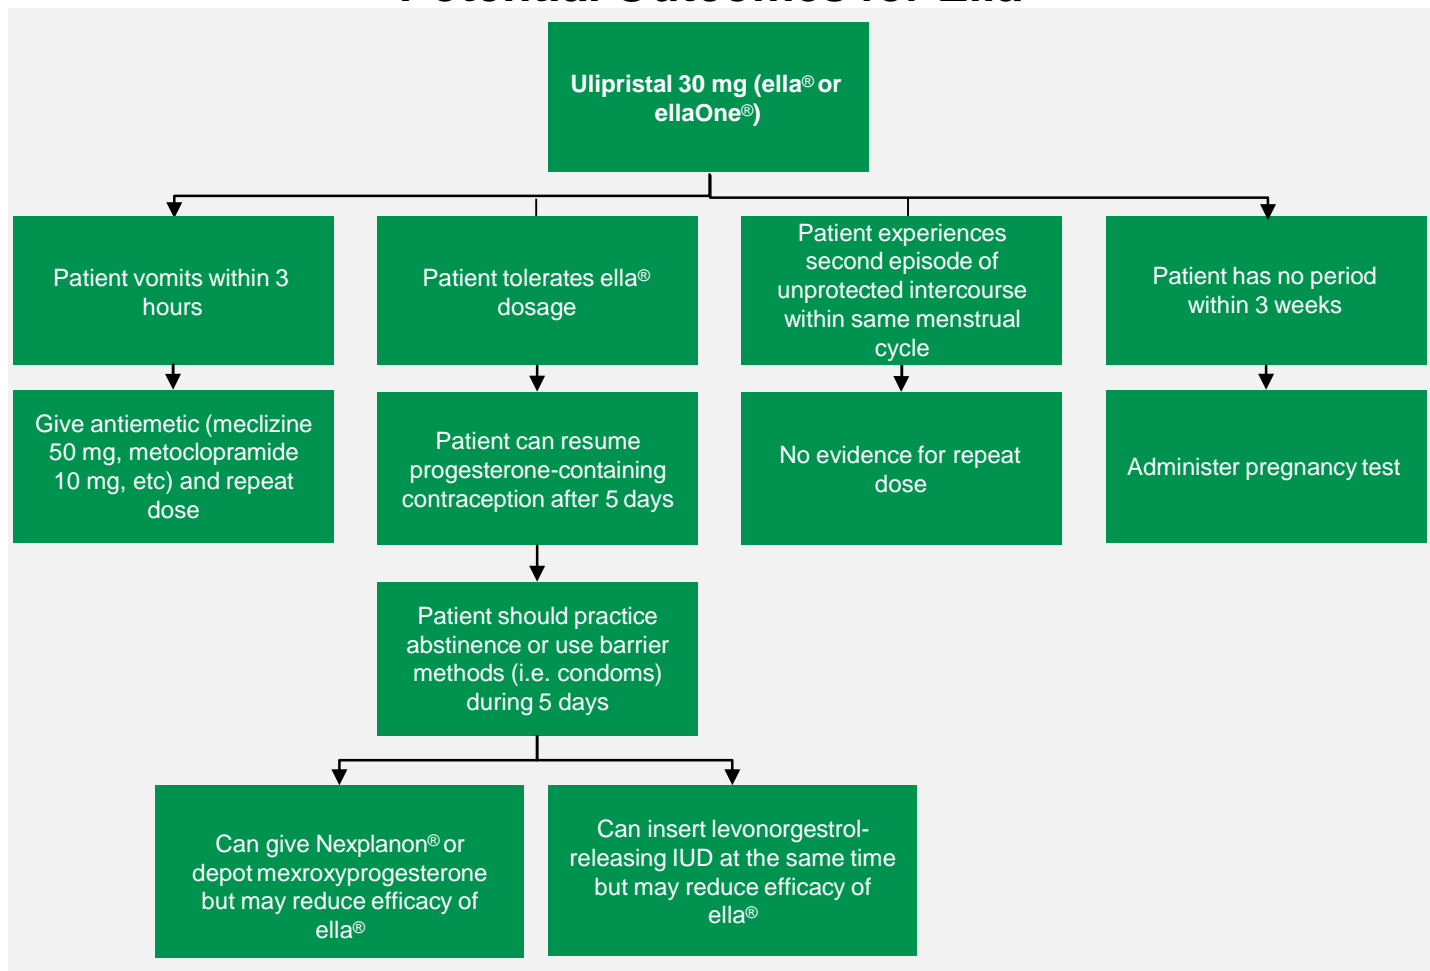 Potential Outcomes for Ella
Ulipristal 30 mg (ella® or
ellaOne®)
Patient vomits within 3
hours
Patient tolerates ella®
dosage
Patient experiences
second episode of
unprotected intercourse
within same menstrual
cycle
Patient has no period
within 3 weeks
Give antiemetic (meclizine
50 mg, metoclopramide
10 mg, etc) and repeat
dose
Patient can resume
progesterone-containing
contraception after 5 days
No evidence for repeat
dose
Administer pregnancy test
Patient should practice
abstinence or use barrier
methods (i.e. condoms)
during 5 days
Can give Nexplanon® or
depot mexroxyprogesterone
but may reduce efficacy of
ella®
Can insert levonorgestrol-
releasing IUD at the same time
but may reduce efficacy of
ella®